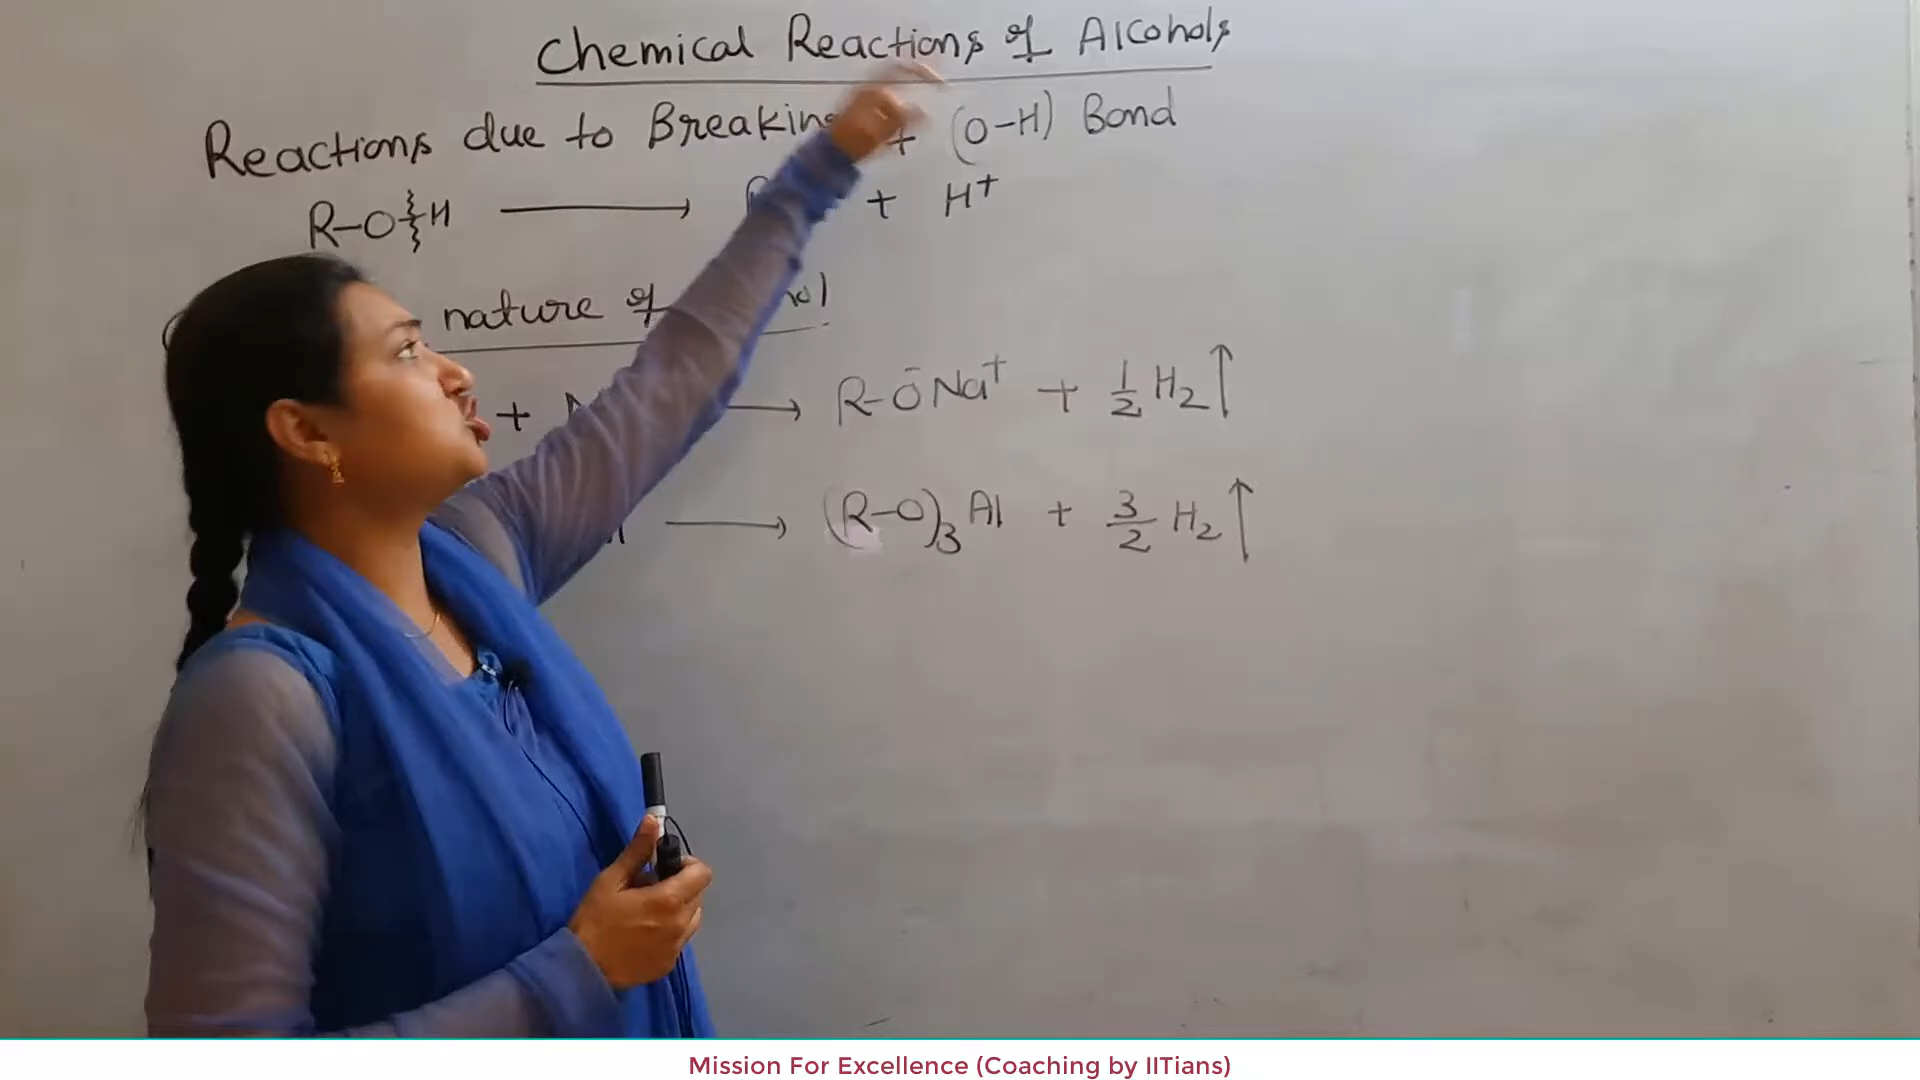 Chemical Reactions of Alcohols
Reactions due to Breaking (O-H) Bond
R-O-H ⟶ + H⁺
nature of
+ ⟶ R-O⁻Na⁺ + 1/2 H₂↑
⟶ (R-O)₃ Al + 3/2 H₂↑
Mission For Excellence (Coaching by IITians)